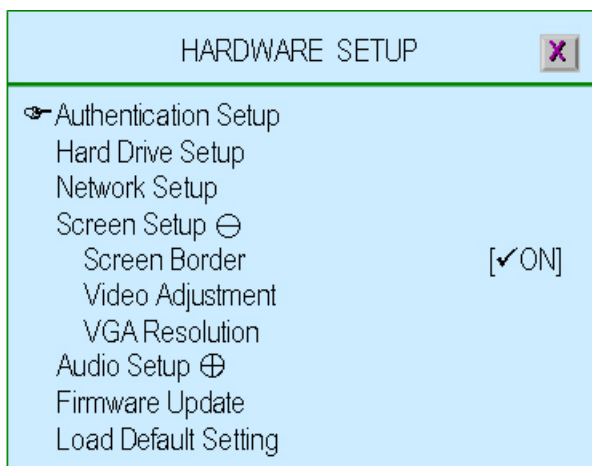 HARDWARE SETUP X
Authentication Setup
Hard Drive Setup
Network Setup
Screen Setup ⊖
Screen Border [✓ON]
Video Adjustment
VGA Resolution
Audio Setup ⊕
Firmware Update
Load Default Setting